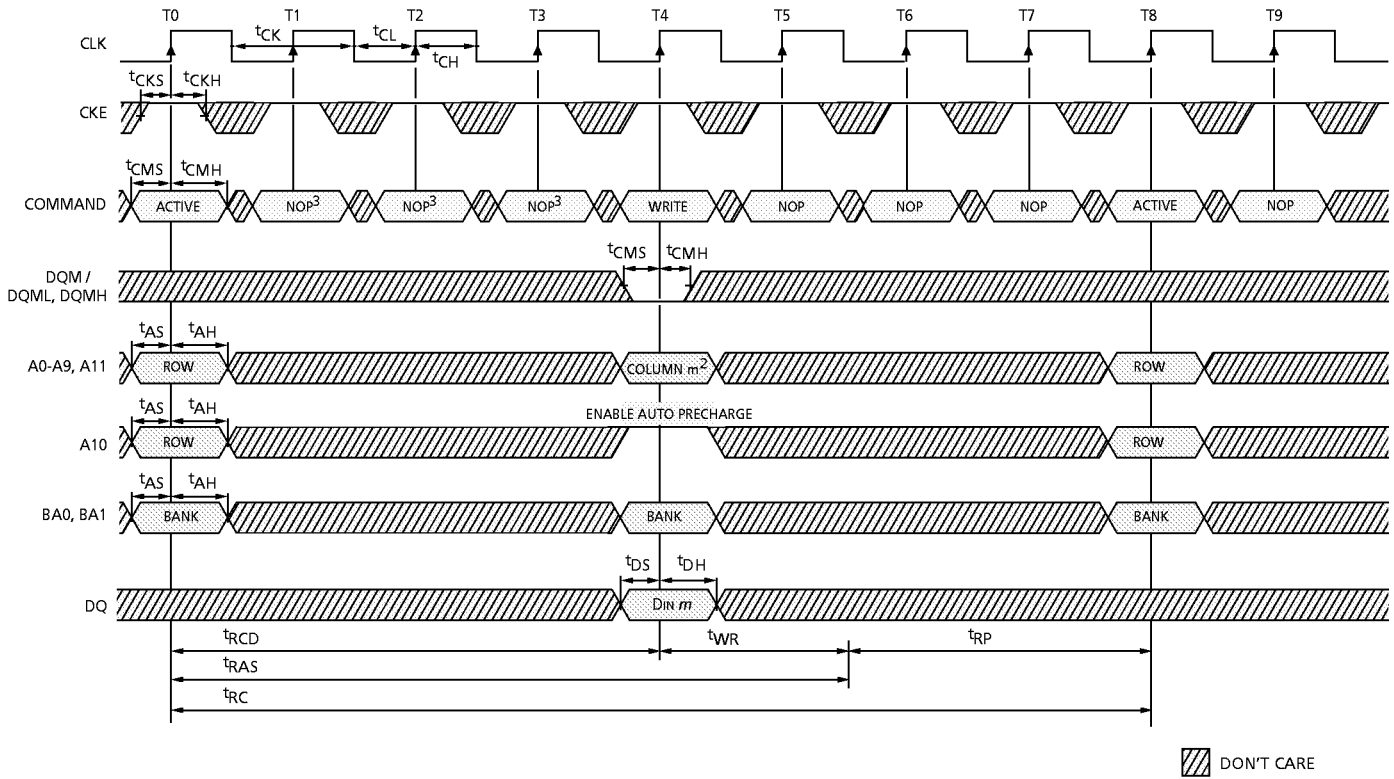 T0 T1 T2 T3 T4 T5 T6 T7 T8 T9
CLK tCK tCL tCH
tCKS tCKH
CKE
tCMS tCMH
COMMAND ACTIVE NOP3 NOP3 NOP3 WRITE NOP NOP NOP ACTIVE NOP
tCMS tCMH
DQM /
DQML, DQMH
tAS tAH
A0-A9, A11 ROW COLUMN m2 ROW
ENABLE AUTO PRECHARGE
tAS tAH
A10 ROW ROW
tAS tAH
BA0, BA1 BANK BANK BANK
tDS tDH
DQ DIN m
tRCD tWR tRP
tRAS
tRC
DON'T CARE